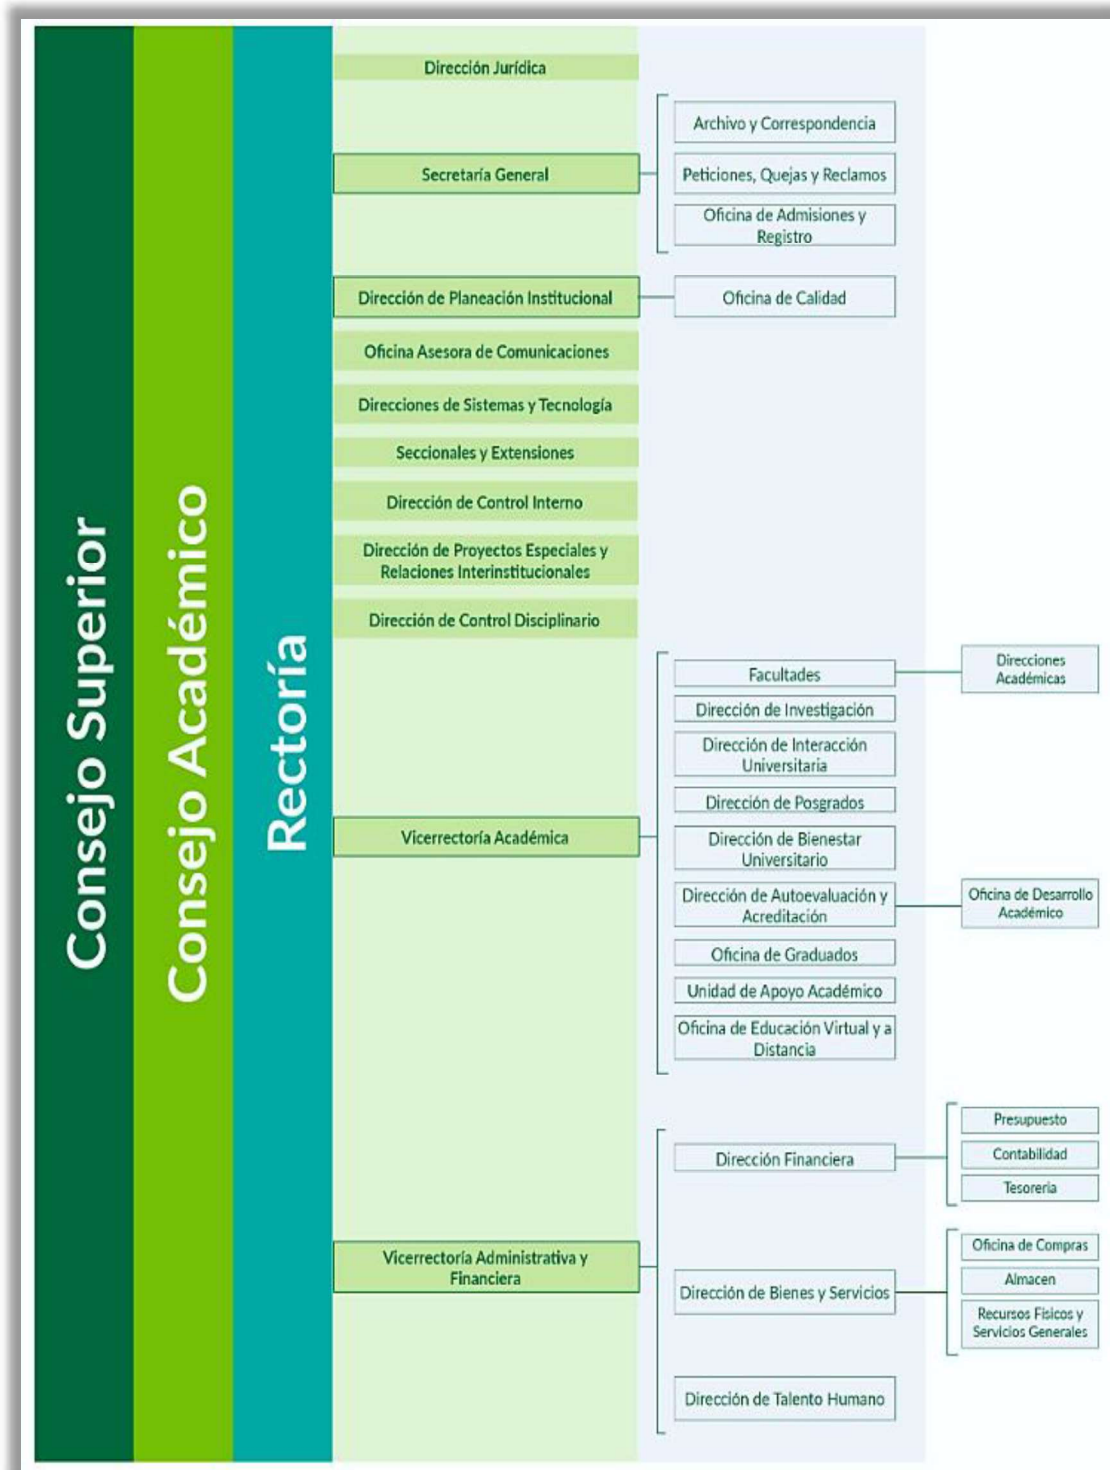 Consejo Superior
Consejo Académico
Rectoría
Dirección Jurídica
Secretaría General
Archivo y Correspondencia
Peticiones, Quejas y Reclamos
Oficina de Admisiones y
Registro
Dirección de Planeación Institucional
Oficina de Calidad
Oficina Asesora de Comunicaciones
Direcciones de Sistemas y Tecnología
Seccionales y Extensiones
Dirección de Control Interno
Dirección de Proyectos Especiales y
Relaciones Interinstitucionales
Dirección de Control Disciplinario
Vicerrectoría Académica
Facultades
Direcciones
Académicas
Dirección de Investigación
Dirección de Interacción
Universitaria
Dirección de Posgrados
Dirección de Bienestar
Universitario
Dirección de Autoevaluación y
Acreditación
Oficina de Desarrollo
Académico
Oficina de Graduados
Unidad de Apoyo Académico
Oficina de Educación Virtual y a
Distancia
Vicerrectoría Administrativa y
Financiera
Dirección Financiera
Presupuesto
Contabilidad
Tesoreria
Dirección de Bienes y Servicios
Oficina de Compras
Almacen
Recursos Físicos y
Servicios Generales
Dirección de Talento Humano